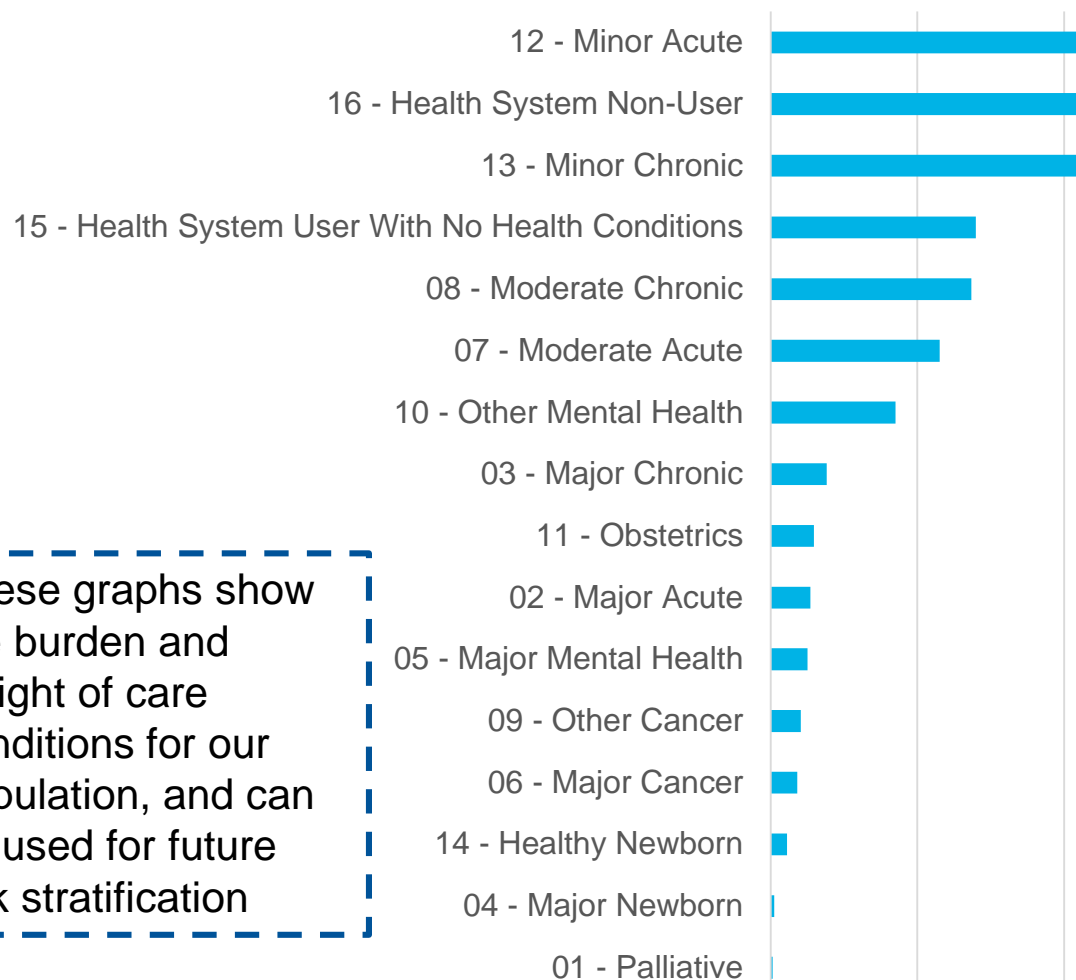 12 - Minor Acute
16 - Health System Non-User
13 - Minor Chronic
15 - Health System User With No Health Conditions
08 - Moderate Chronic
07 - Moderate Acute
10 - Other Mental Health
03 - Major Chronic
11 - Obstetrics
02 - Major Acute
05 - Major Mental Health
09 - Other Cancer
06 - Major Cancer
14 - Healthy Newborn
04 - Major Newborn
01 - Palliative
graphs show
burden and
of care
for our
and can
used for future
stratification